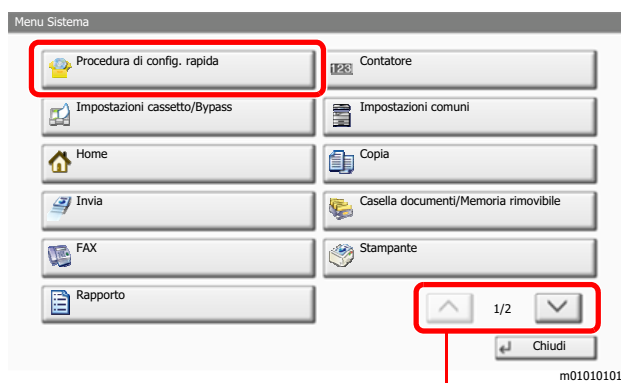 Menu Sistema
Procedura di config. rapida
123 Contatore
Impostazioni cassetto/Bypass
Impostazioni comuni
Home
Copia
Invia
Casella documenti/Memoria rimovibile
FAX
Stampante
Rapporto
1/2
Chiudi
m01010101